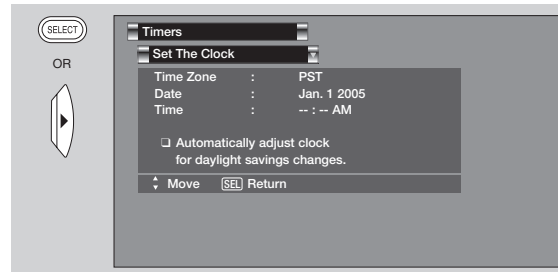 SELECT
OR
Timers
Set The Clock
Time Zone : PST
Date : Jan. 1 2005
Time : -- : -- AM
❑ Automatically adjust clock
for daylight savings changes.
Move SEL Return